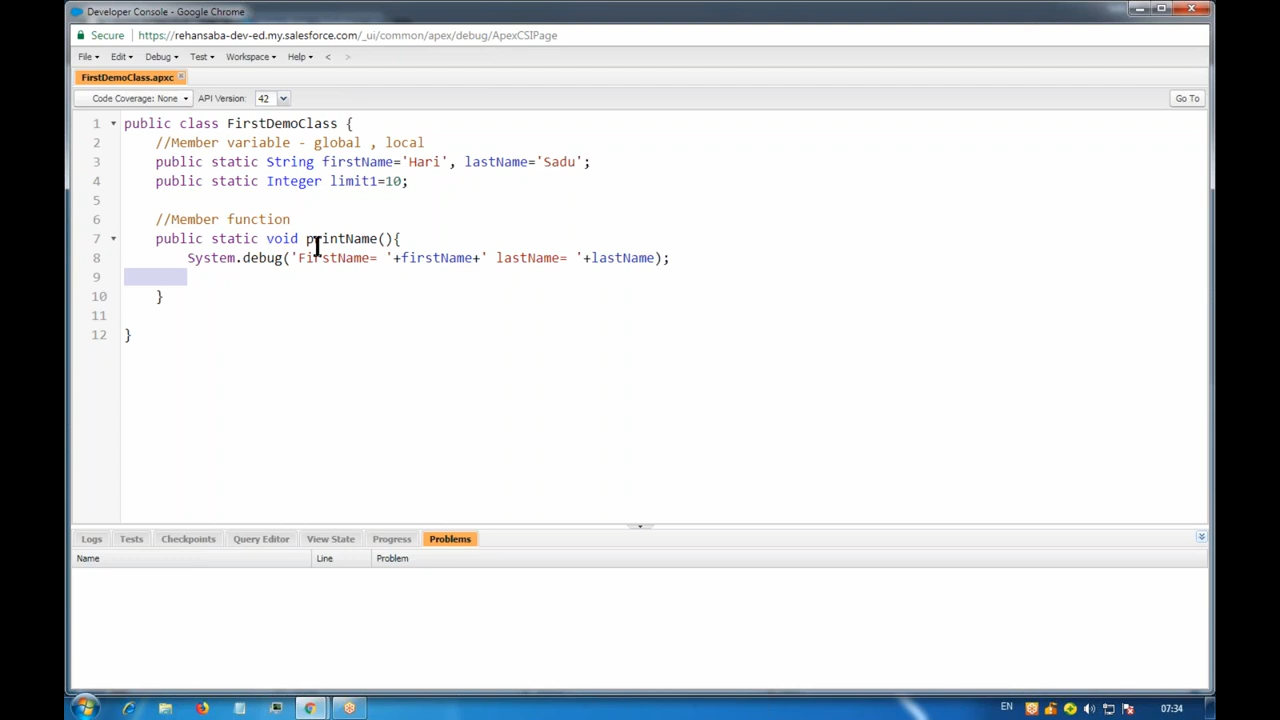 Developer Console - Google Chrome
Secure https://rehansaba-dev-ed.my.salesforce.com/_ui/common/apex/debug/ApexCSIPage
File Edit Debug Test Workspace Help < >
FirstDemoClass.apxc
Code Coverage: None API Version: 42 Go To
1 public class FirstDemoClass {
2 //Member variable - global , local
3 public static String firstName='Hari', lastName='Sadu';
4 public static Integer limit1=10;
5
6 //Member function
7 public static void printName(){
8 System.debug('FirstName= '+firstName+' lastName= '+lastName);
9
10 }
11
12 }
Logs Tests Checkpoints Query Editor View State Progress Problems
Name Line Problem
EN 07:34